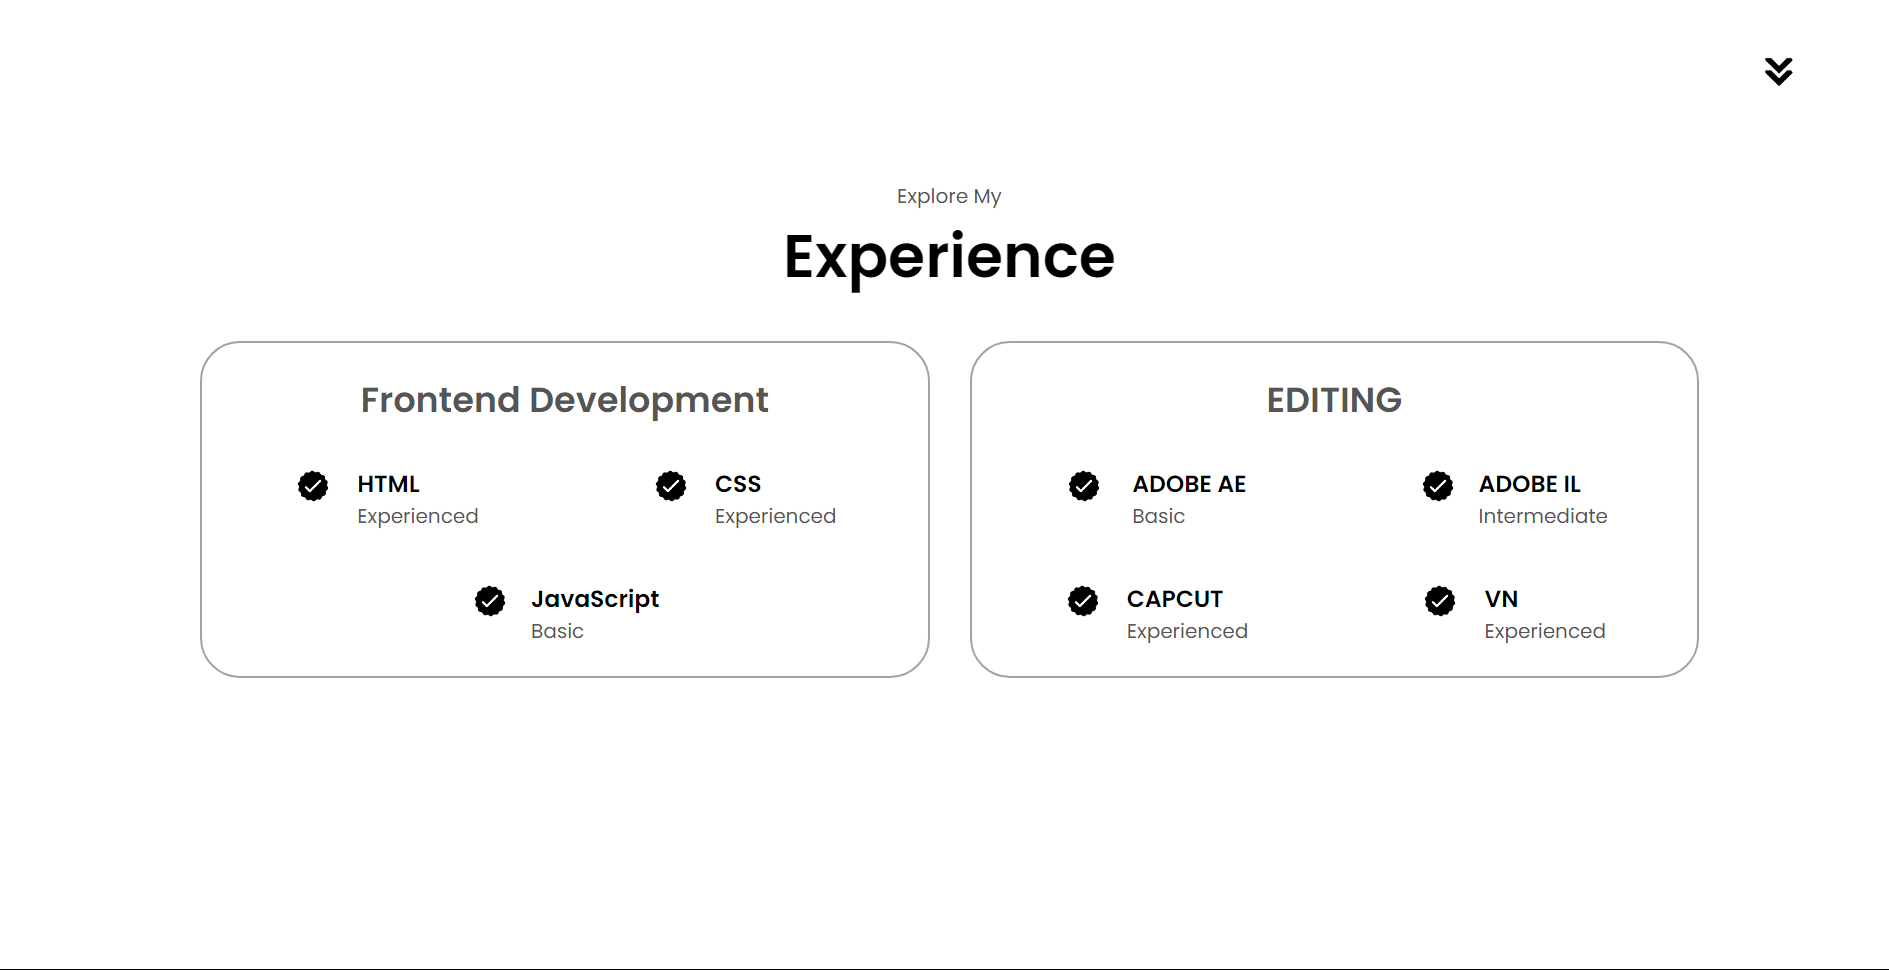 Explore My
Experience
Frontend Development
HTML
Experienced
CSS
Experienced
JavaScript
Basic
EDITING
ADOBE AE
Basic
ADOBE IL
Intermediate
CAPCUT
Experienced
VN
Experienced